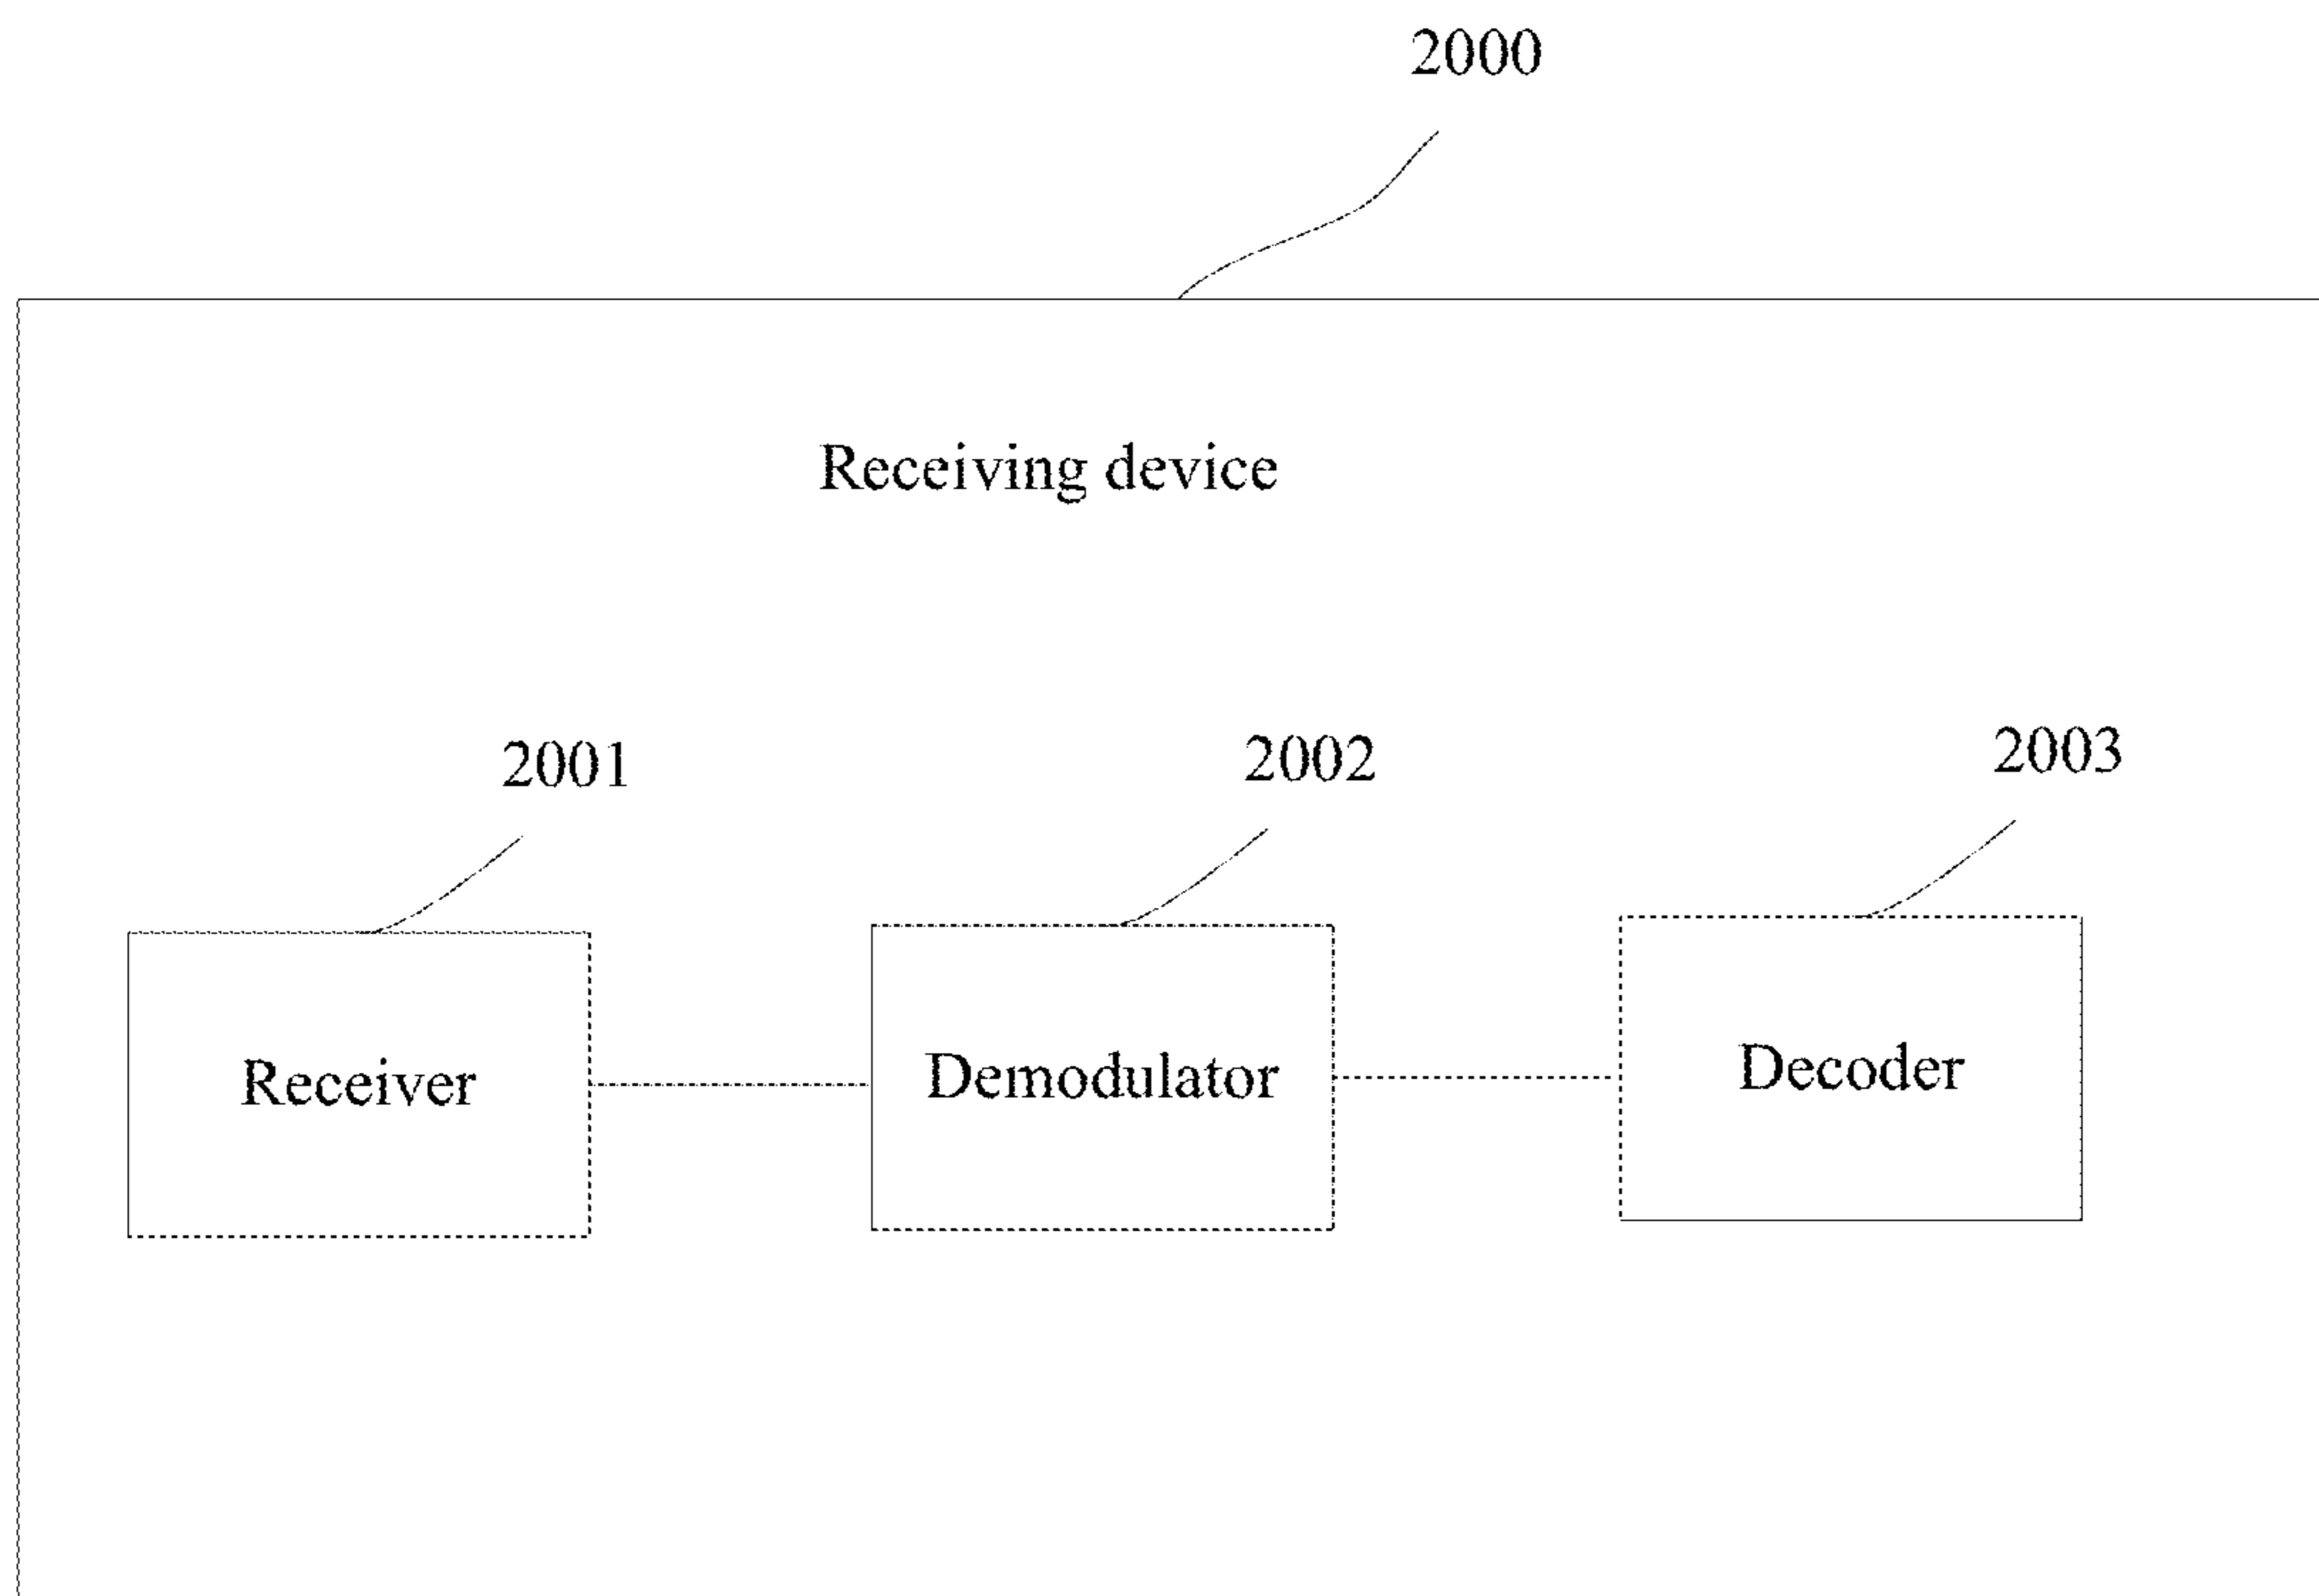 2000
Receiving device
2001 2002 2003
Receiver Demodulator Decoder